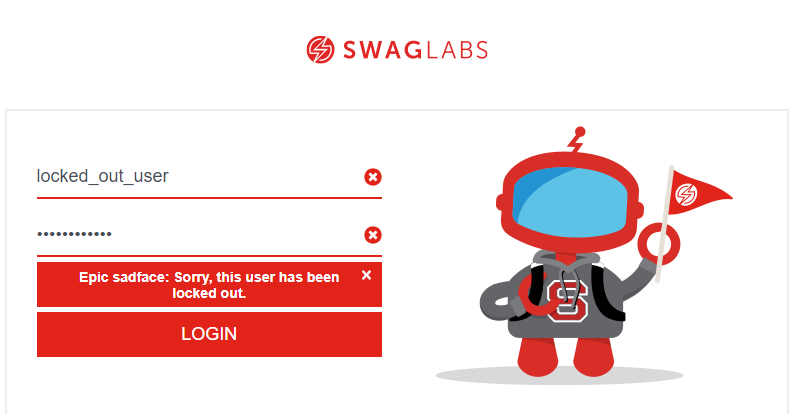 SWAGLABS
locked_out_user
••••••••••••
Epic sadface: Sorry, this user has been
locked out.
LOGIN
S